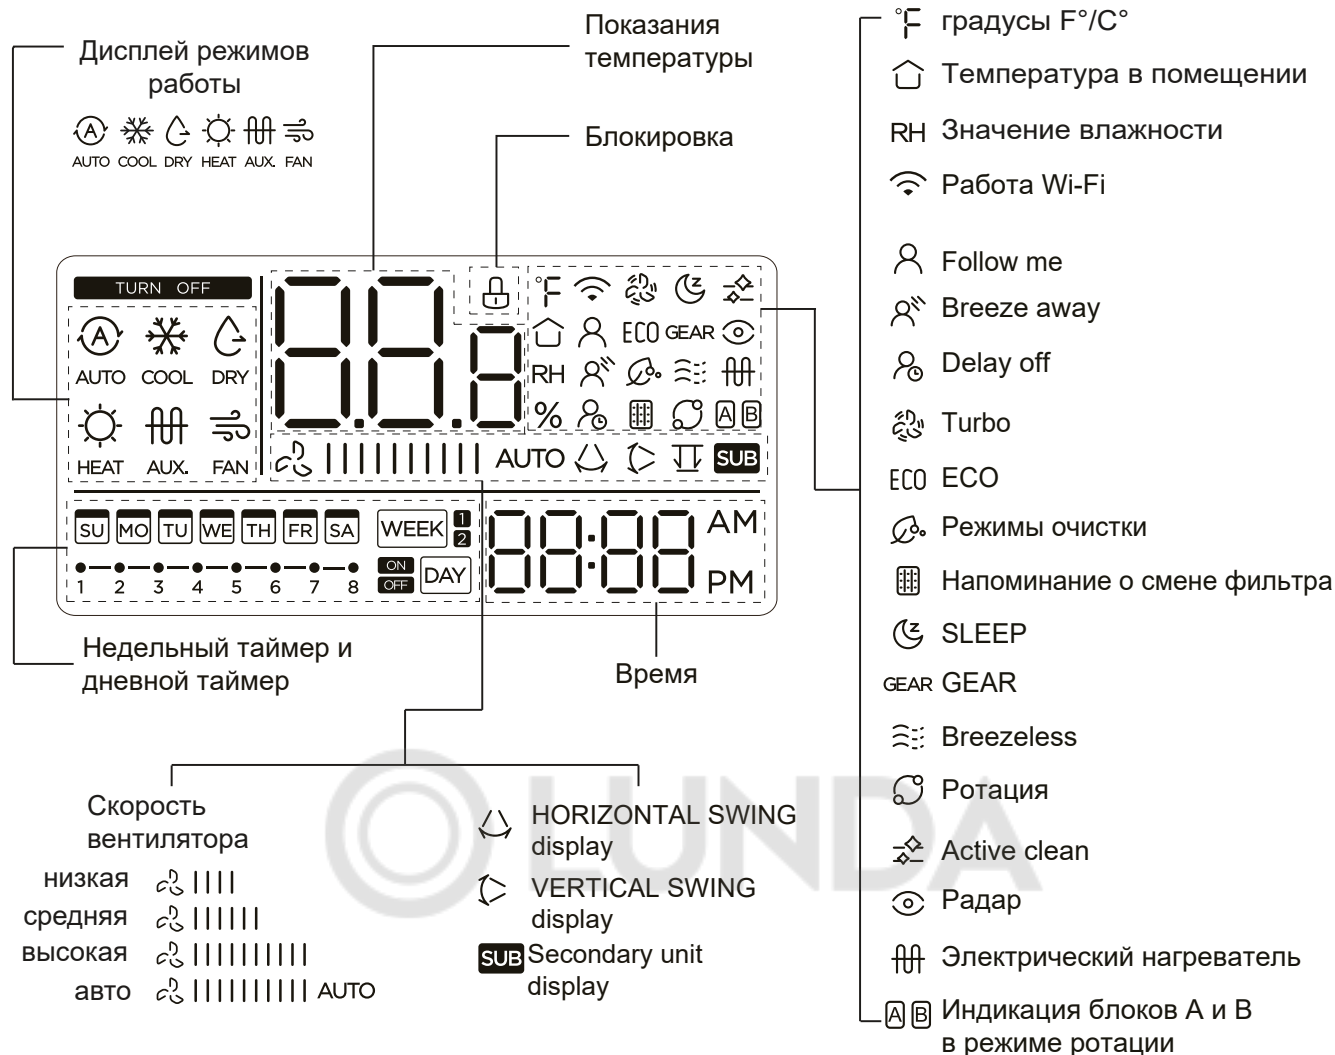 Дисплей режимов
работы
AUTO COOL DRY HEAT AUX. FAN
Показания
температуры
Блокировка
TURN OFF
AUTO COOL DRY
HEAT AUX. FAN
88.8
°F
ECO GEAR
RH
%
A B
AUTO SUB
SU MO TU WE TH FR SA WEEK 1 2
1 2 3 4 5 6 7 8 ON OFF DAY
88:88 AM PM
Недельный таймер и
дневной таймер
Время
Скорость
вентилятора
низкая
средняя
высокая
авто AUTO
HORIZONTAL SWING
display
VERTICAL SWING
display
SUB Secondary unit
display
°F градусы F°/C°
Температура в помещении
RH Значение влажности
Работа Wi-Fi
Follow me
Breeze away
Delay off
Turbo
ECO ECO
Режимы очистки
Напоминание о смене фильтра
SLEEP
GEAR GEAR
Breezeless
Ротация
Active clean
Радар
Электрический нагреватель
A B Индикация блоков А и В
в режиме ротации
LUNDA